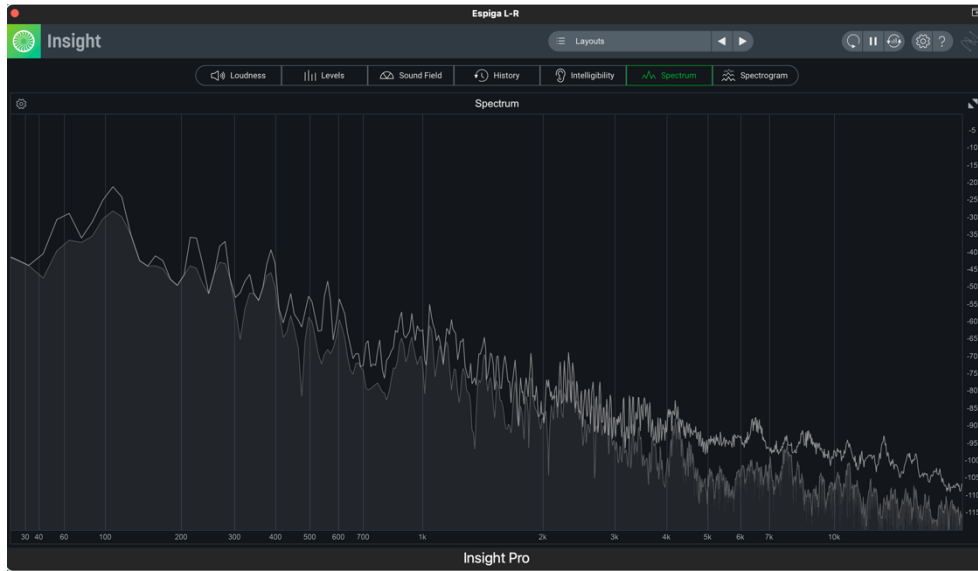 Espiga L-R
Insight
Layouts
Loudness
Levels
Sound Field
History
Intelligibility
Spectrum
Spectrogram
Spectrum
-5
-10
-15
-20
-25
-30
-35
-40
-45
-50
-55
-60
-65
-70
-75
-80
-85
-90
-95
-100
-105
-110
-115
30 40 60 100 200 300 400 500 600 700 1k 2k 3k 4k 5k 6k 7k 10k
Insight Pro